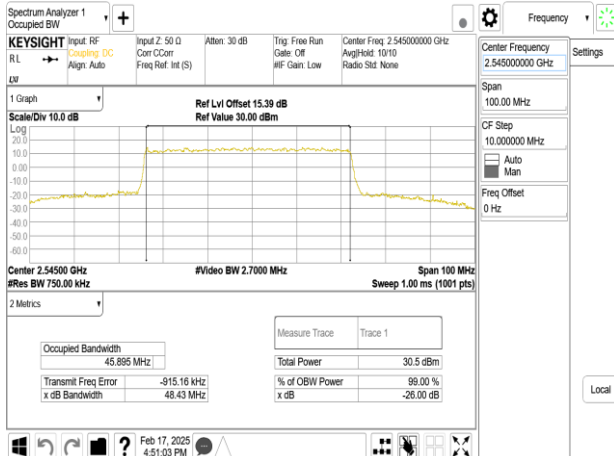 Spectrum Analyzer 1
Occupied BW
Frequency
KEYSIGHT
RL
LXI
Input: RF
Coupling: DC
Align: Auto
Input Z: 50 Ω
Corr CCorr
Freq Ref: Int (S)
Atten: 30 dB
Trig: Free Run
Gate: Off
#IF Gain: Low
Center Freq: 2.545000000 GHz
Avg|Hold: 10/10
Radio Std: None
Center Frequency
2.545000000 GHz
Settings
Span
100.00 MHz
CF Step
10.000000 MHz
Auto
Man
Freq Offset
0 Hz
1 Graph
Scale/Div 10.0 dB
Ref Lvl Offset 15.39 dB
Ref Value 30.00 dBm
Log
20.0
10.0
0.00
-10.0
-20.0
-30.0
-40.0
-50.0
-60.0
Center 2.54500 GHz
#Video BW 2.7000 MHz
Span 100 MHz
#Res BW 750.00 kHz
Sweep 1.00 ms (1001 pts)
2 Metrics
Measure Trace
Trace 1
Occupied Bandwidth
45.895 MHz
Total Power
30.5 dBm
Transmit Freq Error
-915.16 kHz
% of OBW Power
99.00 %
x dB Bandwidth
48.43 MHz
x dB
-26.00 dB
Local
?
Feb 17, 2025
4:51:03 PM